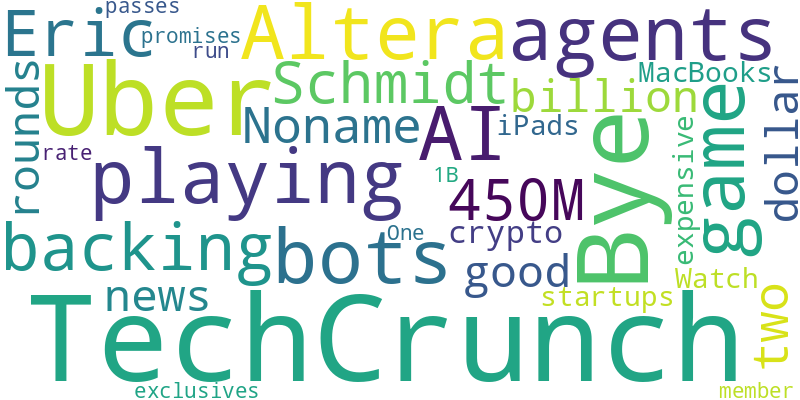 passes
Eric
promises
run
Altera
agents
rounds
Uber
Schmidt
MacBooks
billion
dollar
Noname
AI
iPads
Bye
game
expensive
rate
playing
1B
450M
backing
bots
One
crypto
good
Watch
news
startups
two
TechCrunch
exclusives
member